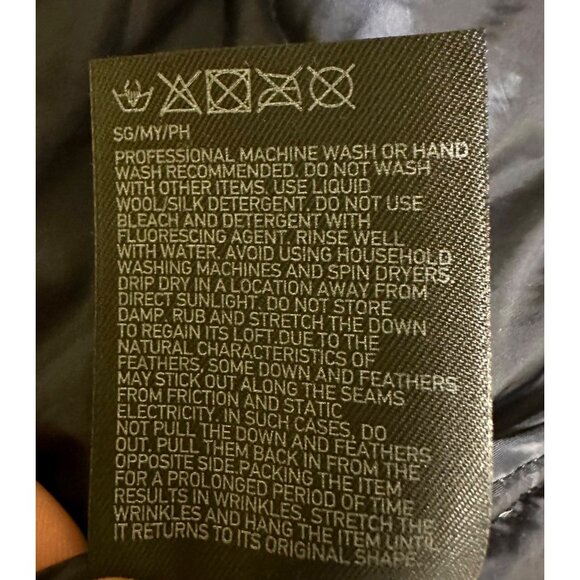 SG/MY/PH
PROFESSIONAL MACHINE WASH OR HAND
WASH RECOMMENDED. DO NOT WASH
WITH OTHER ITEMS. USE LIQUID
WOOL/SILK DETERGENT. DO NOT USE
BLEACH AND DETERGENT WITH
FLUORESCING AGENT. RINSE WELL
WITH WATER. AVOID USING HOUSEHOLD
WASHING MACHINES AND SPIN DRYERS.
DRIP DRY IN A LOCATION AWAY FROM
DIRECT SUNLIGHT. DO NOT STORE
DAMP. RUB AND STRETCH THE DOWN
TO REGAIN ITS LOFT.DUE TO THE
NATURAL CHARACTERISTICS OF
FEATHERS, SOME DOWN AND FEATHERS
MAY STICK OUT ALONG THE SEAMS
FROM FRICTION AND STATIC
ELECTRICITY. IN SUCH CASES, DO
NOT PULL THE DOWN AND FEATHERS
OUT. PULL THEM BACK IN FROM THE
OPPOSITE SIDE.PACKING THE ITEM
FOR A PROLONGED PERIOD OF TIME
RESULTS IN WRINKLES. STRETCH THE
WRINKLES AND HANG THE ITEM UNTIL
IT RETURNS TO ITS ORIGINAL SHAPE.